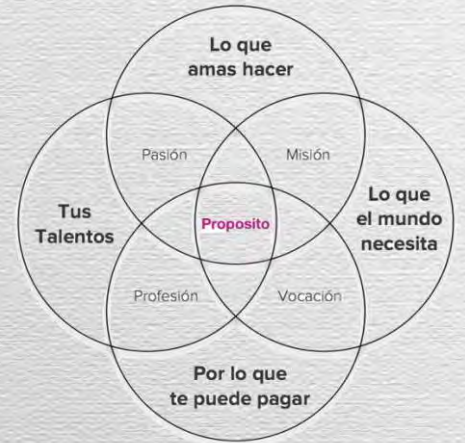 Lo que
amas hacer
Pasión
Misión
Tus
Talentos
Proposito
Lo que
el mundo
necesita
Profesión
Vocación
Por lo que
te puede pagar